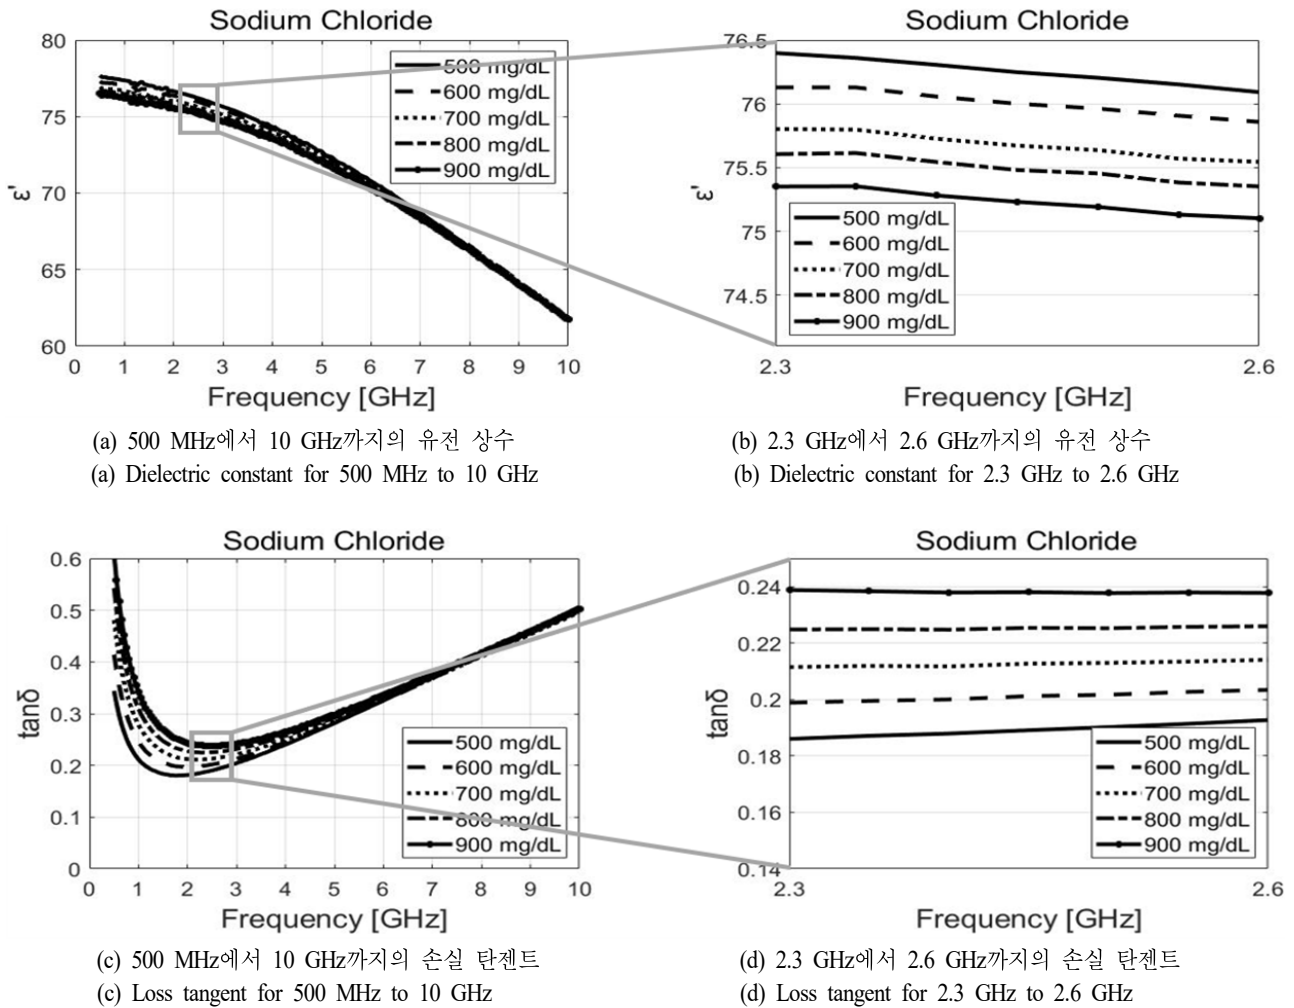 Sodium Chloride
80
75
70
65
60
ε'
500 mg/dL
600 mg/dL
700 mg/dL
800 mg/dL
900 mg/dL
0 1 2 3 4 5 6 7 8 9 10
Frequency [GHz]
(a) 500 MHz에서 10 GHz까지의 유전 상수
(a) Dielectric constant for 500 MHz to 10 GHz
Sodium Chloride
76.5
76
75.5
75
74.5
ε'
500 mg/dL
600 mg/dL
700 mg/dL
800 mg/dL
900 mg/dL
2.3 2.6
Frequency [GHz]
(b) 2.3 GHz에서 2.6 GHz까지의 유전 상수
(b) Dielectric constant for 2.3 GHz to 2.6 GHz
Sodium Chloride
0.6
0.5
0.4
0.3
0.2
0.1
0
tanδ
500 mg/dL
600 mg/dL
700 mg/dL
800 mg/dL
900 mg/dL
0 1 2 3 4 5 6 7 8 9 10
Frequency [GHz]
(c) 500 MHz에서 10 GHz까지의 손실 탄젠트
(c) Loss tangent for 500 MHz to 10 GHz
Sodium Chloride
0.24
0.22
0.2
0.18
0.16
0.14
tanδ
500 mg/dL
600 mg/dL
700 mg/dL
800 mg/dL
900 mg/dL
2.3 2.6
Frequency [GHz]
(d) 2.3 GHz에서 2.6 GHz까지의 손실 탄젠트
(d) Loss tangent for 2.3 GHz to 2.6 GHz